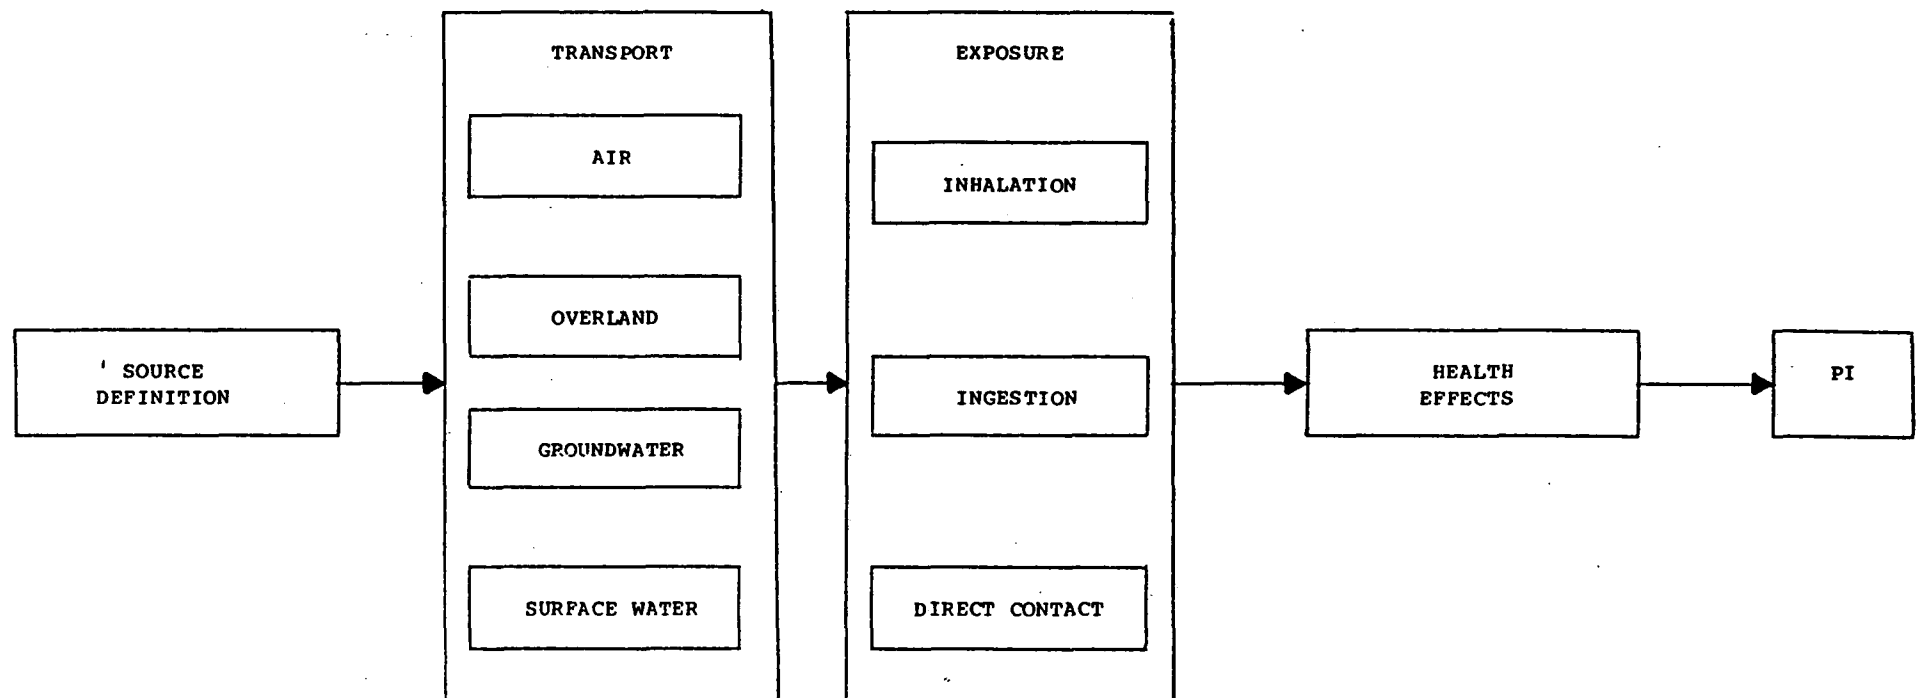 TRANSPORT
AIR
OVERLAND
GROUNDWATER
SURFACE WATER
EXPOSURE
INHALATION
INGESTION
DIRECT CONTACT
SOURCE
DEFINITION
HEALTH
EFFECTS
PI